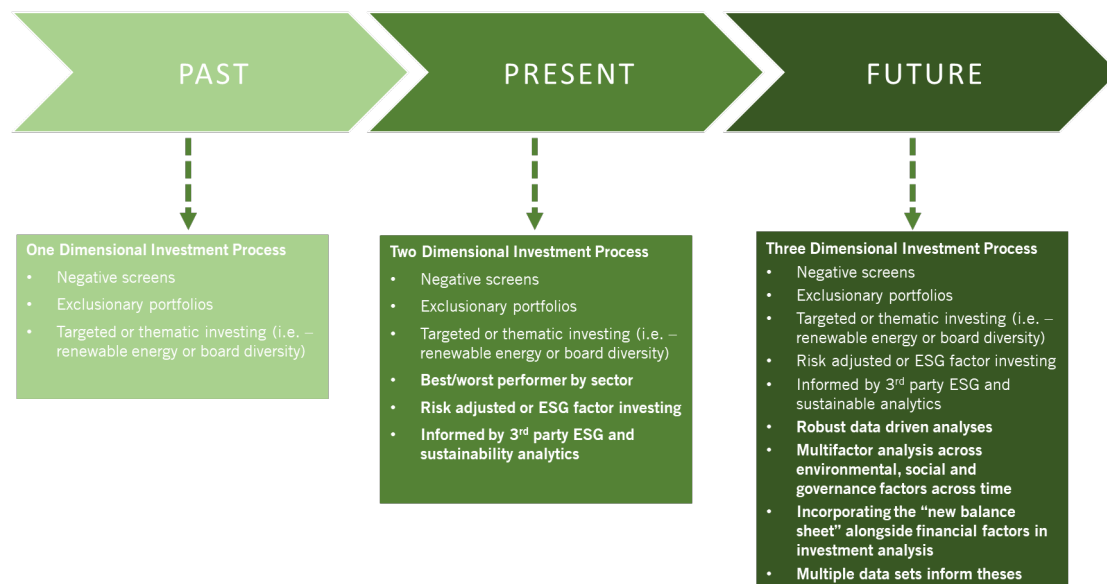 PAST
PRESENT
FUTURE
One Dimensional Investment Process
• Negative screens
• Exclusionary portfolios
• Targeted or thematic investing (i.e. –
renewable energy or board diversity)
Two Dimensional Investment Process
• Negative screens
• Exclusionary portfolios
• Targeted or thematic investing (i.e. –
renewable energy or board diversity)
• Best/worst performer by sector
• Risk adjusted or ESG factor investing
• Informed by 3rd party ESG and
sustainability analytics
Three Dimensional Investment Process
• Negative screens
• Exclusionary portfolios
• Targeted or thematic investing (i.e. –
renewable energy or board diversity)
• Risk adjusted or ESG factor investing
• Informed by 3rd party ESG and
sustainable analytics
• Robust data driven analyses
• Multifactor analysis across
environmental, social and
governance factors across time
• Incorporating the “new balance
sheet” alongside financial factors in
investment analysis
• Multiple data sets inform theses